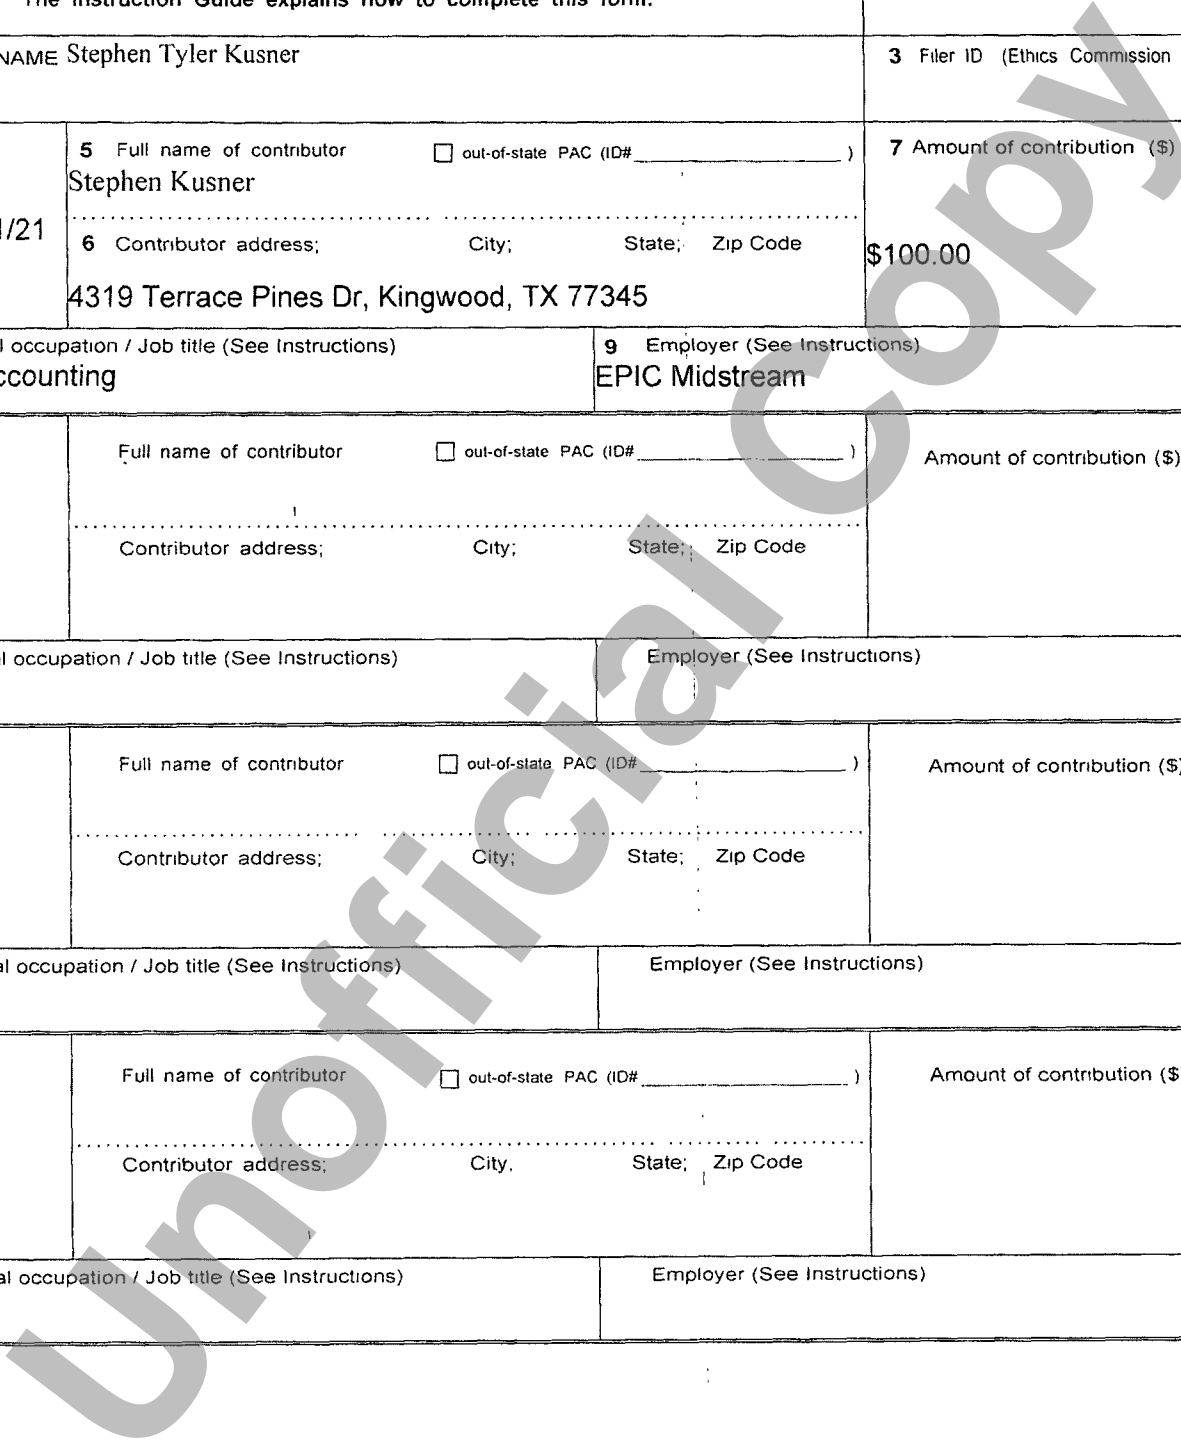 The Instruction Guide explains how to complete this form.
NAME Stephen Tyler Kusner
3 Filer ID (Ethics Commission
5 Full name of contributor
out-of-state PAC (ID# )
7 Amount of contribution ($)
Stephen Kusner
/21
6 Contributor address; City; State; Zip Code
$100.00
4319 Terrace Pines Dr, Kingwood, TX 77345
occupation / Job title (See Instructions)
9 Employer (See Instructions)
ccounting
EPIC Midstream
Full name of contributor
out-of-state PAC (ID# )
Amount of contribution ($)
Contributor address; City; State; Zip Code
l occupation / Job title (See Instructions)
Employer (See Instructions)
Full name of contributor
out-of-state PAC (ID# )
Amount of contribution ($)
Contributor address; City; State; Zip Code
al occupation / Job title (See Instructions)
Employer (See Instructions)
Full name of contributor
out-of-state PAC (ID# )
Amount of contribution ($
Contributor address; City, State; Zip Code
al occupation / Job title (See Instructions)
Employer (See Instructions)
Unofficial Copy